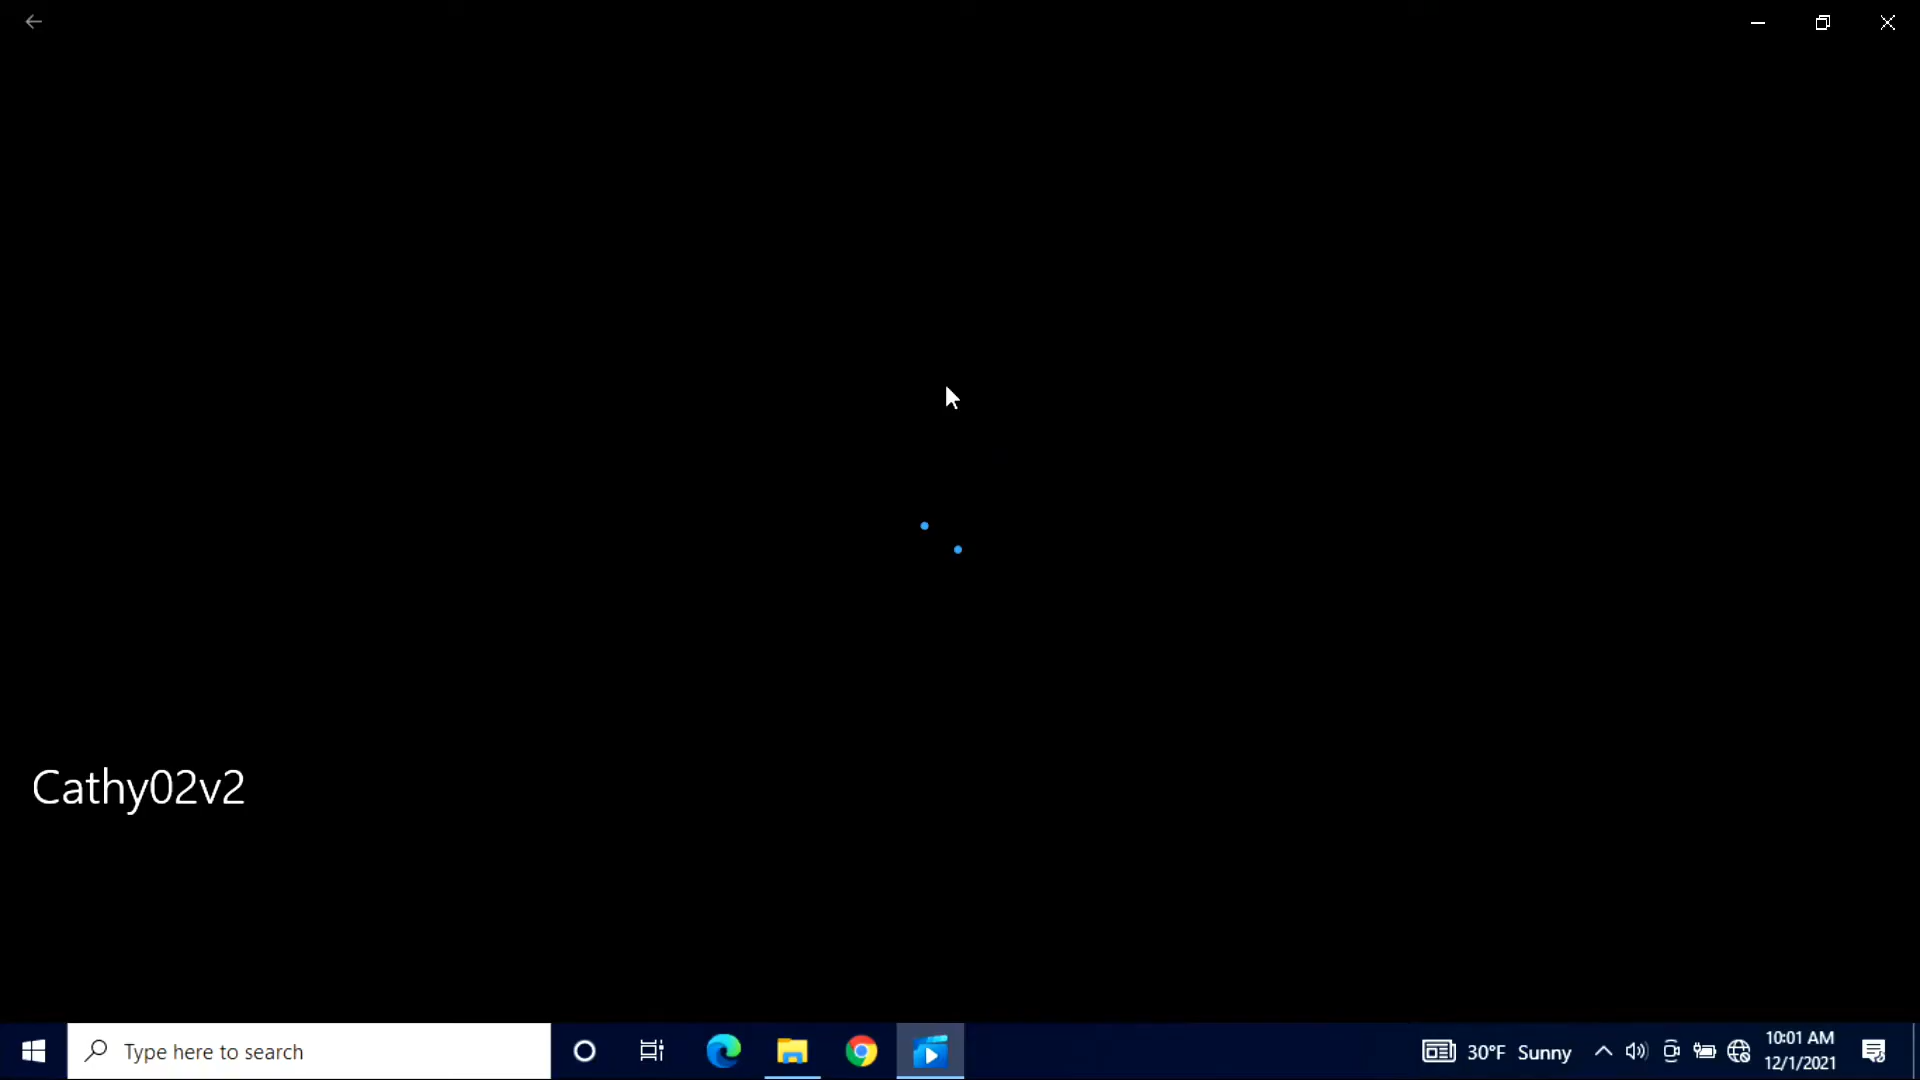 Cathy02v2
Type here to search
30°F Sunny
10:01 AM
12/1/2021